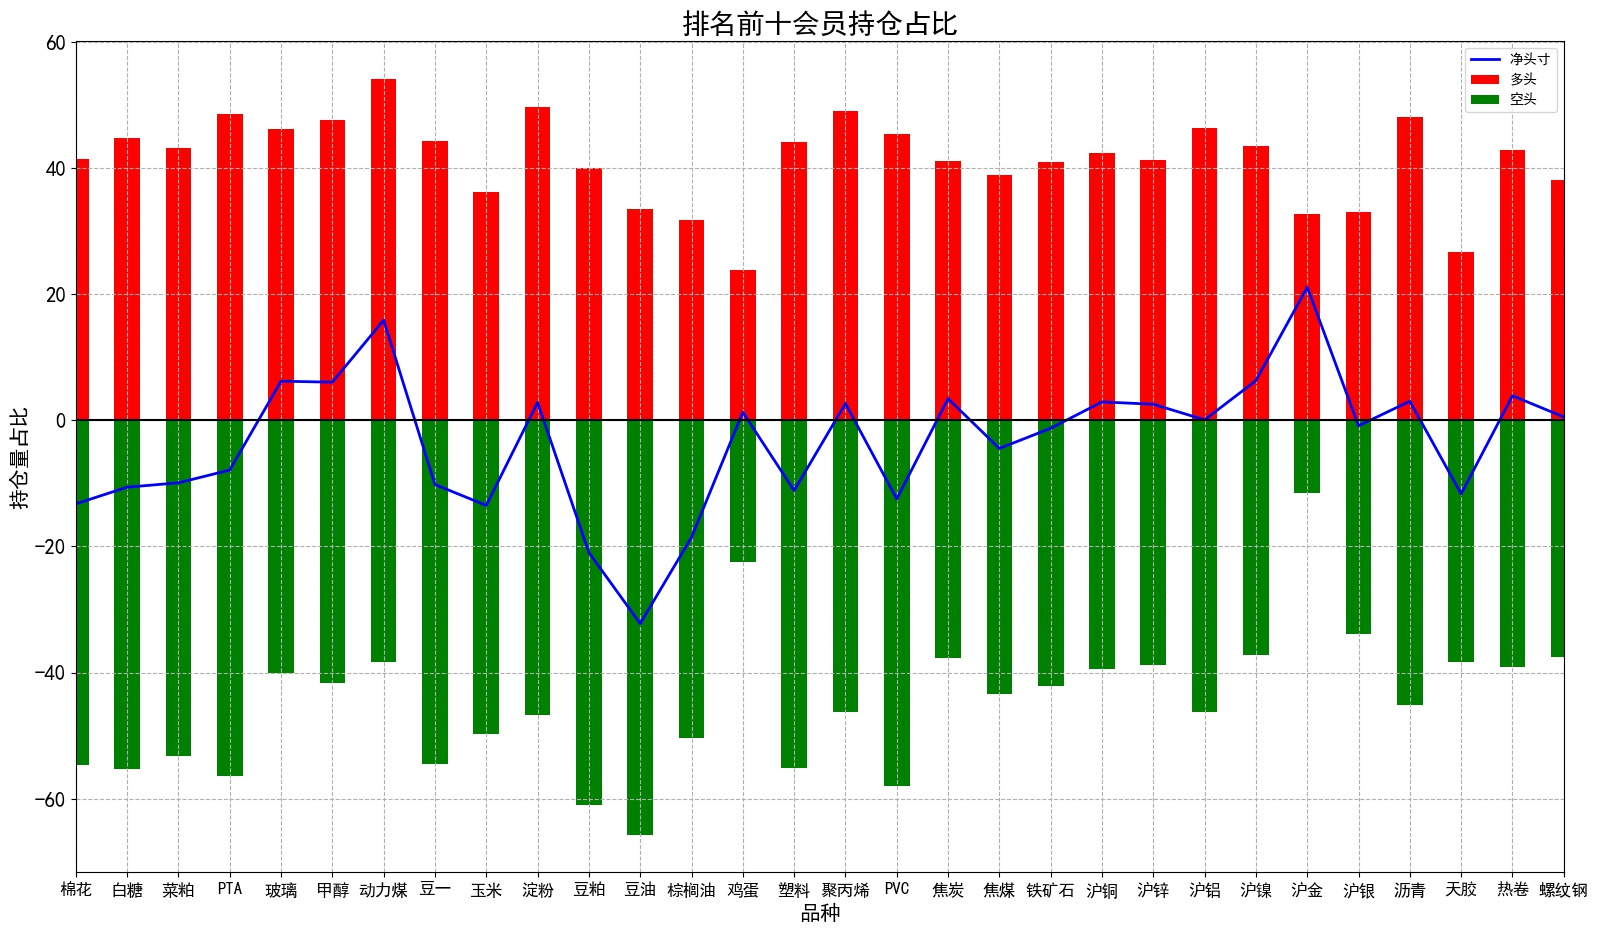 排名前十会员持仓占比
净头寸
多头
空头
60
40
20
0
−20
−40
−60
持仓量占比
棉花 白糖 菜粕 PTA 玻璃 甲醇 动力煤 豆一 玉米 淀粉 豆粕 豆油 棕榈油 鸡蛋 塑料 聚丙烯 PVC 焦炭 焦煤 铁矿石 沪铜 沪锌 沪铝 沪镍 沪金 沪银 沥青 天胶 热卷 螺纹钢
品种